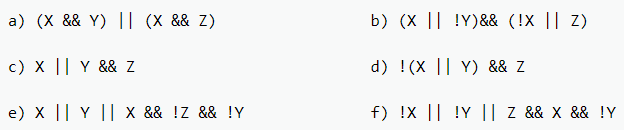 a) (X && Y) || (X && Z) b) (X || !Y)&& (!X || Z)
c) X || Y && Z d) !(X || Y) && Z
e) X || Y || X && !Z && !Y f) !X || !Y || Z && X && !Y